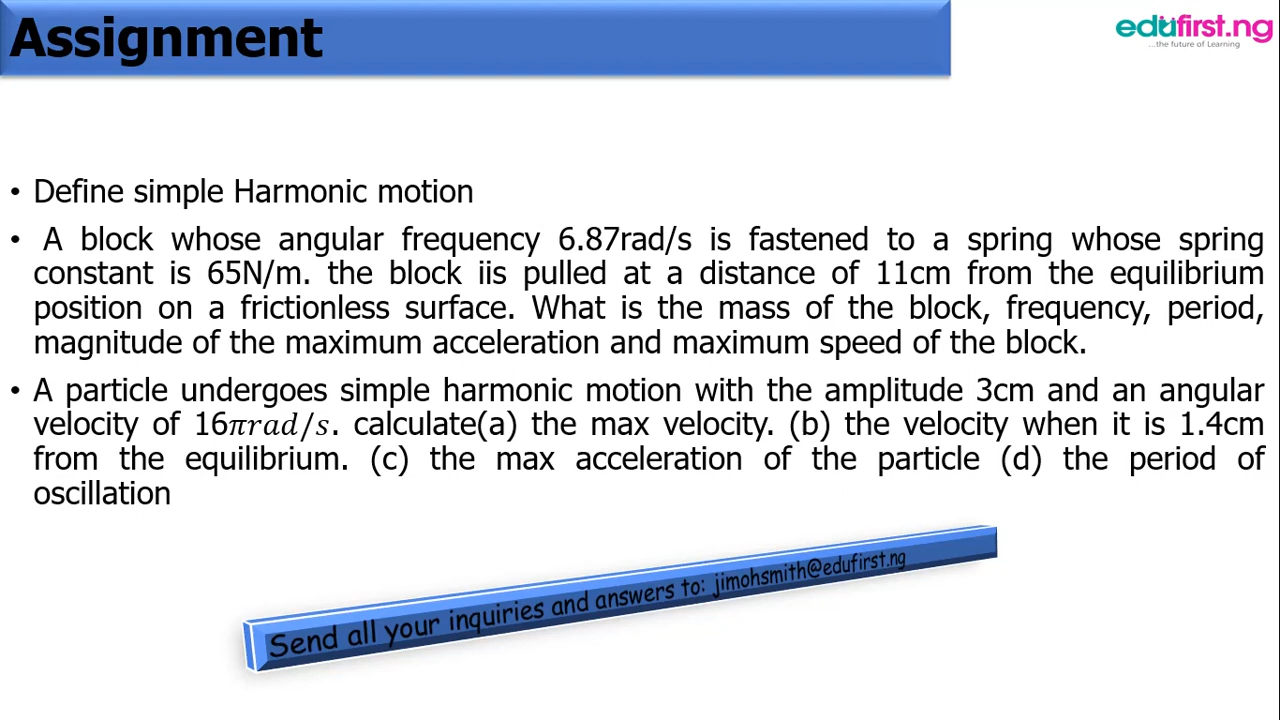 Assignment
edufirst.ng
...the future of Learning
• Define simple Harmonic motion
• A block whose angular frequency 6.87rad/s is fastened to a spring whose spring
constant is 65N/m. the block iis pulled at a distance of 11cm from the equilibrium
position on a frictionless surface. What is the mass of the block, frequency, period,
magnitude of the maximum acceleration and maximum speed of the block.
• A particle undergoes simple harmonic motion with the amplitude 3cm and an angular
velocity of 16𝜋𝑟𝑎𝑑/𝑠. calculate(a) the max velocity. (b) the velocity when it is 1.4cm
from the equilibrium. (c) the max acceleration of the particle (d) the period of
oscillation
Send all your inquiries and answers to: jimohsmith@edufirst.ng